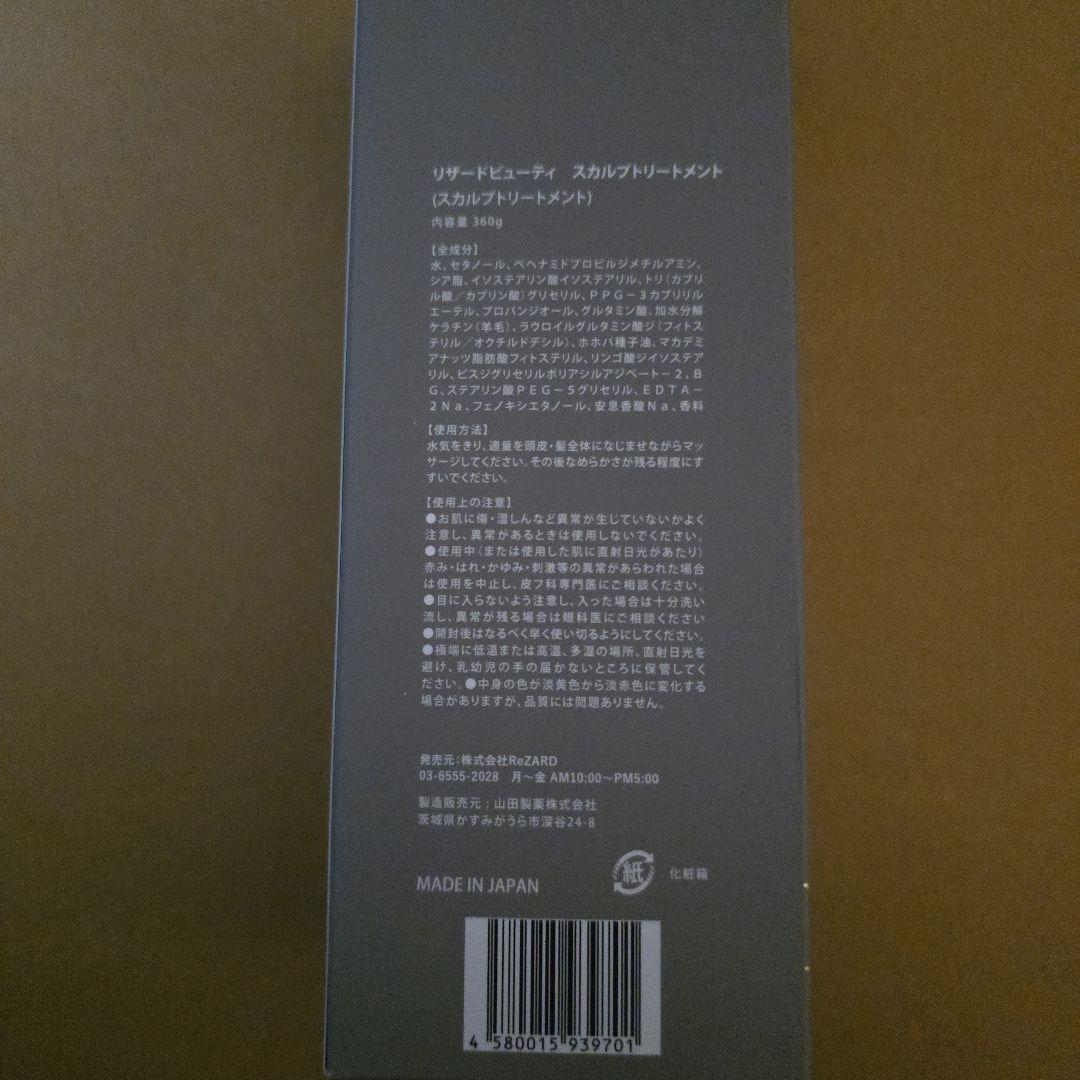 リザードビューティ　スカルプトリートメント
(スカルプトリートメント)
内容量 360g
【全成分】
水、セタノール、ベヘナミドプロピルジメチルアミン、
シア脂、イソステアリン酸イソステアリル、トリ(カプリ
ル酸／カプリン酸)グリセリル、ＰＰＧ－３カプリリル
エーテル、プロパンジオール、グルタミン酸、加水分解
ケラチン(羊毛)、ラウロイルグルタミン酸ジ(フィトス
テリル／オクチルドデシル)、ホホバ種子油、マカデミ
アナッツ脂肪酸フィトステリル、リンゴ酸ジイソステア
リル、ビスジグリセリルポリアシルアジペート－２、Ｂ
Ｇ、ステアリン酸ＰＥＧ－５グリセリル、ＥＤＴＡ－
２Ｎａ、フェノキシエタノール、安息香酸Ｎａ、香料
【使用方法】
水気をきり、適量を頭皮・髪全体になじませながらマッ
サージしてください。その後なめらかさが残る程度にす
すいでください。
【使用上の注意】
●お肌に傷・湿しんなど異常が生じていないかよく
注意し、異常があるときは使用しないでください。
●使用中(または使用した肌に直射日光があたり)
赤み・はれ・かゆみ・刺激等の異常があらわれた場合
は使用を中止し、皮フ科専門医にご相談ください。
●目に入らないよう注意し、入った場合は十分洗い
流し、異常が残る場合は眼科医にご相談ください
●開封後はなるべく早く使い切るようにしてください。
●極端に低温または高温、多湿の場所、直射日光を
避け、乳幼児の手の届かないところに保管してく
ださい。●中身の色が淡黄色から淡赤色に変化する
場合がありますが、品質には問題ありません。
発売元：株式会社ReZARD
03-6555-2028　月～金 AM10:00～PM5:00
製造販売元：山田製薬株式会社
茨城県かすみがうら市深谷24-8
紙 化粧箱
MADE IN JAPAN
4 580015 939701